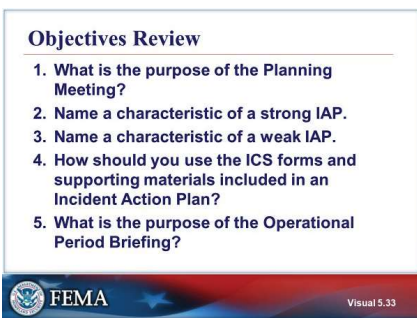 Objectives Review
1. What is the purpose of the Planning
Meeting?
2. Name a characteristic of a strong IAP.
3. Name a characteristic of a weak IAP.
4. How should you use the ICS forms and
supporting materials included in an
Incident Action Plan?
5. What is the purpose of the Operational
Period Briefing?
FEMA
Visual 5.33